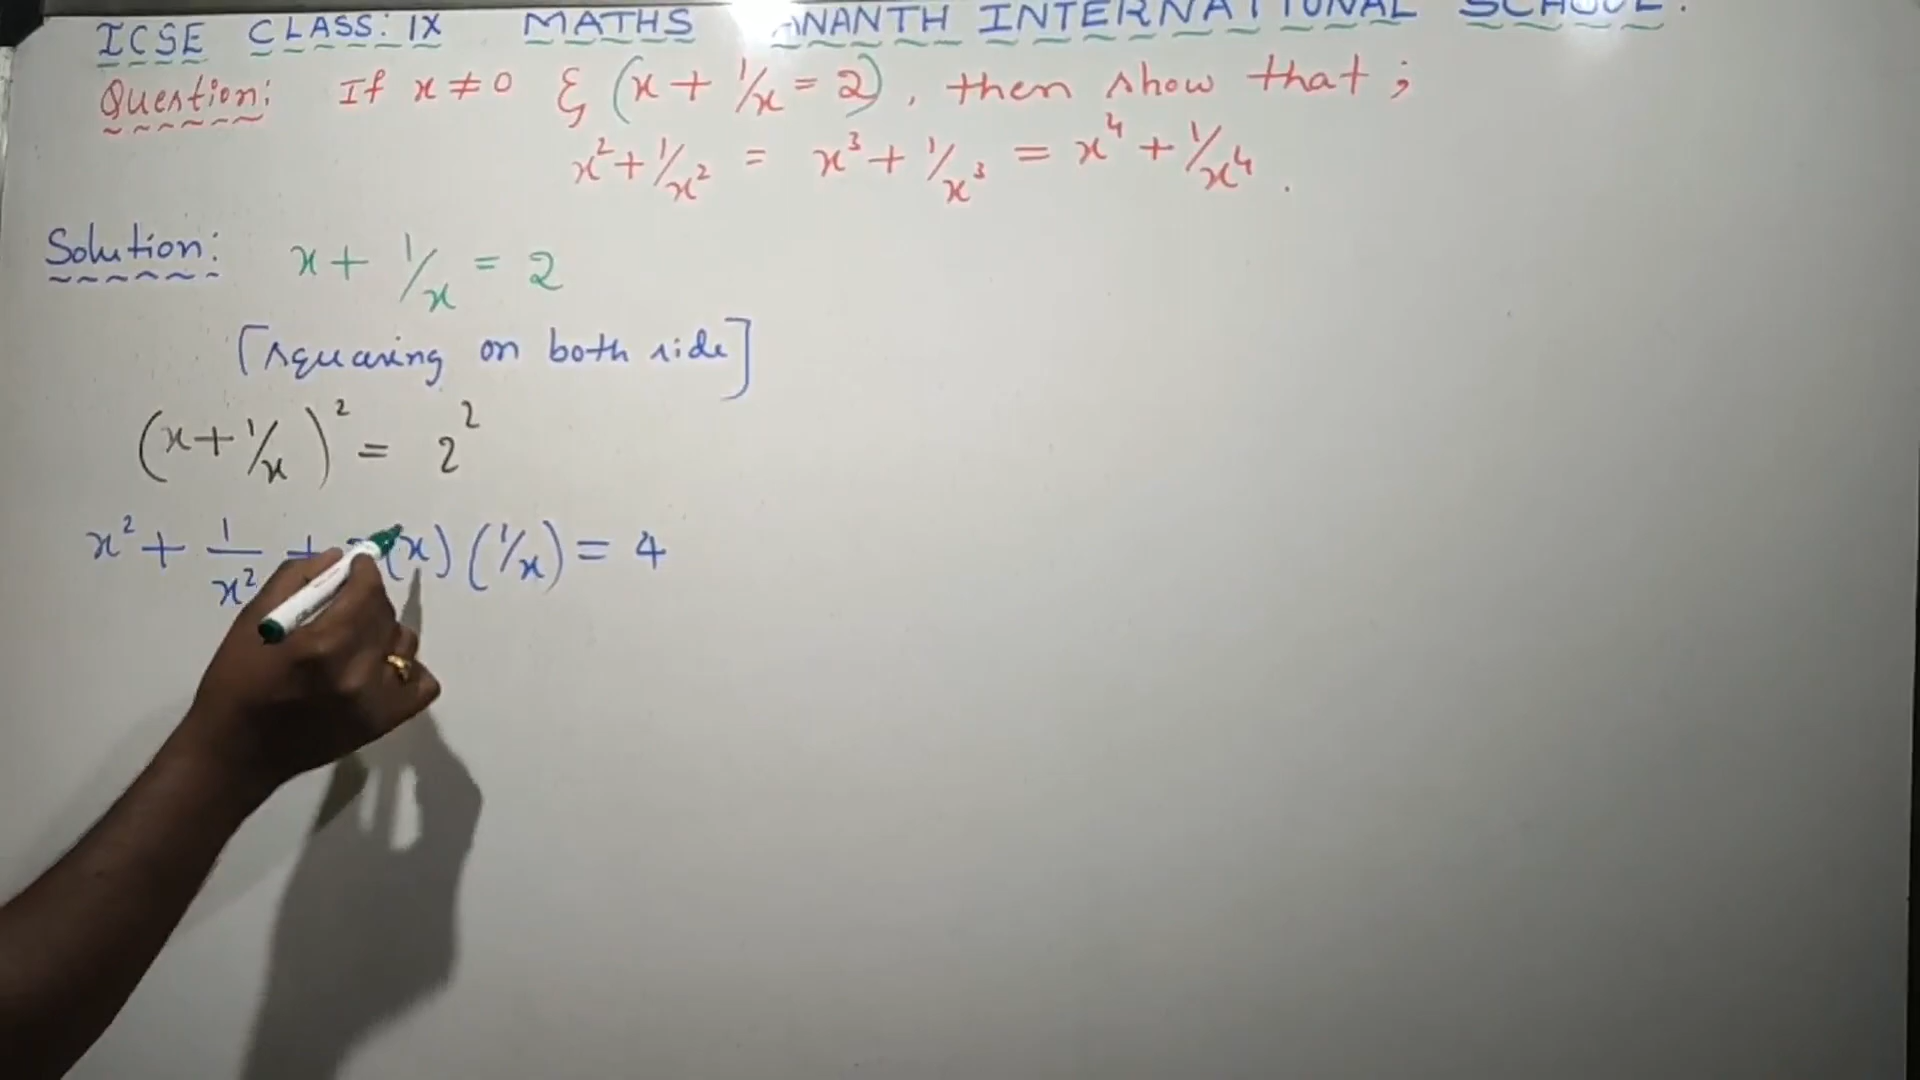 ICSE CLASS: IX MATHS ANANTH INTERNATIONAL SCHOOL.
Question: If x ≠ 0 & (x + 1/x = 2), then show that ;
x² + 1/x² = x³ + 1/x³ = x⁴ + 1/x⁴ .
Solution: x + 1/x = 2
[squaring on both side]
(x + 1/x)² = 2²
x² + 1/x² + (x) (1/x) = 4